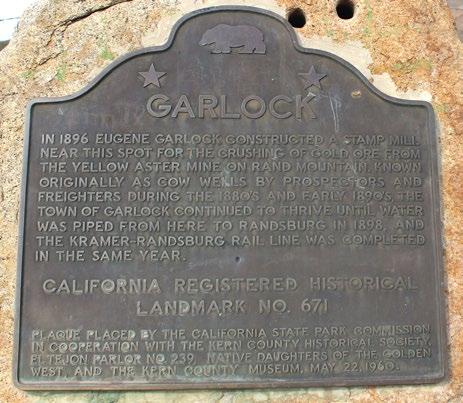 GARLOCK
IN 1896 EUGENE GARLOCK CONSTRUCTED A STAMP MILL
NEAR THIS SPOT FOR THE CRUSHING OF GOLD ORE FROM
THE YELLOW ASTER MINE ON RAND MOUNTAIN. KNOWN
ORIGINALLY AS COW WELLS BY PROSPECTORS AND
FREIGHTERS DURING THE 1880'S AND EARLY 1890'S, THE
TOWN OF GARLOCK CONTINUED TO THRIVE UNTIL WATER
WAS PIPED FROM HERE TO RANDSBURG IN 1898, AND
THE KRAMER-RANDSBURG RAIL LINE WAS COMPLETED
IN THE SAME YEAR.
CALIFORNIA REGISTERED HISTORICAL
LANDMARK NO. 671
PLAQUE PLACED BY THE CALIFORNIA STATE PARK COMMISSION
IN COOPERATION WITH THE KERN COUNTY HISTORICAL SOCIETY,
EL TEJON PARLOR NO. 239, NATIVE DAUGHTERS OF THE GOLDEN
WEST, AND THE KERN COUNTY MUSEUM, MAY 22, 1960.